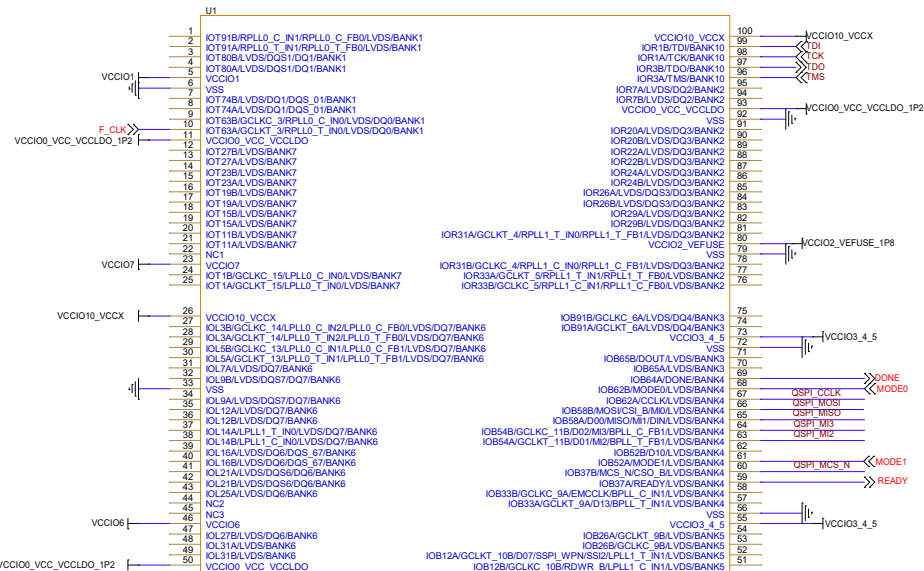 U1
1 IOT91B/RPLL0_C_IN1/RPLL0_C_FB0/LVDS/BANK1
2 IOT91A/RPLL0_T_IN1/RPLL0_T_FB0/LVDS/BANK1
3 IOT80B/LVDS/DQS1/DQ1/BANK1
4 IOT80A/LVDS/DQS1/DQ1/BANK1
VCCIO1 5 VCCIO1
6 VSS
7 IOT74B/LVDS/DQ1/DQS_01/BANK1
8 IOT74A/LVDS/DQ1/DQS_01/BANK1
9 IOT63B/GCLKC_3/RPLL0_C_IN0/LVDS/DQ0/BANK1
F_CLK 10 IOT63A/GCLKT_3/RPLL0_T_IN0/LVDS/DQ0/BANK1
VCCIO0_VCC_VCCLDO_1P2 11 VCCIO0_VCC_VCCLDO
12 IOT27B/LVDS/BANK7
13 IOT27A/LVDS/BANK7
14 IOT23B/LVDS/BANK7
15 IOT23A/LVDS/BANK7
16 IOT19B/LVDS/BANK7
17 IOT19A/LVDS/BANK7
18 IOT15B/LVDS/BANK7
19 IOT15A/LVDS/BANK7
20 IOT11B/LVDS/BANK7
21 IOT11A/LVDS/BANK7
22 NC1
VCCIO7 23 VCCIO7
24 IOT1B/GCLKC_15/LPLL0_C_IN0/LVDS/BANK7
25 IOT1A/GCLKT_15/LPLL0_T_IN0/LVDS/BANK7
VCCIO10_VCCX 26 VCCIO10_VCCX
27 IOL3B/GCLKC_14/LPLL0_C_IN2/LPLL0_C_FB0/LVDS/DQ7/BANK6
28 IOL3A/GCLKT_14/LPLL0_T_IN2/LPLL0_T_FB0/LVDS/DQ7/BANK6
29 IOL5B/GCLKC_13/LPLL0_C_IN1/LPLL0_C_FB1/LVDS/DQ7/BANK6
30 IOL5A/GCLKT_13/LPLL0_T_IN1/LPLL0_T_FB1/LVDS/DQ7/BANK6
31 IOL7A/LVDS/DQ7/BANK6
32 IOL9B/LVDS/DQS7/DQ7/BANK6
33 VSS
34 IOL9A/LVDS/DQS7/DQ7/BANK6
35 IOL12A/LVDS/DQ7/BANK6
36 IOL12B/LVDS/DQ7/BANK6
37 IOL14A/LPLL1_T_IN0/LVDS/DQ7/BANK6
38 IOL14B/LPLL1_C_IN0/LVDS/DQ7/BANK6
39 IOL16A/LVDS/DQ6/DQS_67/BANK6
40 IOL16B/LVDS/DQ6/DQS_67/BANK6
41 IOL21A/LVDS/DQS6/DQ6/BANK6
42 IOL21B/LVDS/DQS6/DQ6/BANK6
43 IOL25A/LVDS/DQ6/BANK6
44 NC2
45 NC3
VCCIO6 46 VCCIO6
47 IOL27B/LVDS/DQ6/BANK6
48 IOL31A/LVDS/BANK6
49 IOL31B/LVDS/BANK6
VCCIO0_VCC_VCCLDO_1P2 50 VCCIO0_VCC_VCCLDO
VCCIO10_VCCX 100 VCCIO10_VCCX
IOR1B/TDI/BANK10 99 TDI
IOR1A/TCK/BANK10 98 TCK
IOR3B/TDO/BANK10 97 TDO
IOR3A/TMS/BANK10 96 TMS
IOR7A/LVDS/DQ2/BANK2 95
IOR7B/LVDS/DQ2/BANK2 94
VCCIO0_VCC_VCCLDO 93 VCCIO0_VCC_VCCLDO_1P2
VSS 92
IOR20A/LVDS/DQ3/BANK2 91
IOR20B/LVDS/DQ3/BANK2 90
IOR22A/LVDS/DQ3/BANK2 89
IOR22B/LVDS/DQ3/BANK2 88
IOR24A/LVDS/DQ3/BANK2 87
IOR24B/LVDS/DQ3/BANK2 86
IOR26A/LVDS/DQS3/DQ3/BANK2 85
IOR26B/LVDS/DQS3/DQ3/BANK2 84
IOR29A/LVDS/DQ3/BANK2 83
IOR29B/LVDS/DQ3/BANK2 82
IOR31A/GCLKT_4/RPLL1_T_IN0/RPLL1_T_FB1/LVDS/DQ3/BANK2 81
VCCIO2_VEFUSE 80 VCCIO2_VEFUSE_1P8
VSS 79
IOR31B/GCLKC_4/RPLL1_C_IN0/RPLL1_C_FB1/LVDS/DQ3/BANK2 78
IOR33A/GCLKT_5/RPLL1_T_IN1/RPLL1_T_FB0/LVDS/BANK2 77
IOR33B/GCLKC_5/RPLL1_C_IN1/RPLL1_C_FB0/LVDS/BANK2 76
IOB91B/GCLKC_6A/LVDS/DQ4/BANK3 75
IOB91A/GCLKT_6A/LVDS/DQ4/BANK3 74
VCCIO3_4_5 73 VCCIO3_4_5
VSS 72
IOB65B/DOUT/LVDS/BANK3 71
IOB65A/LVDS/BANK3 70
IOB64A/DONE/BANK4 69 DONE
IOB62B/MODE0/LVDS/BANK4 68 MODE0
IOB62A/CCLK/LVDS/BANK4 67 QSPI_CCLK
IOB58B/MOSI/CSI_B/MI0/LVDS/BANK4 66 QSPI_MOSI
IOB58A/D00/MISO/MI1/DIN/LVDS/BANK4 65 QSPI_MISO
IOB54B/GCLKC_11B/D02/MI3/BPLL_C_FB1/LVDS/BANK4 64 QSPI_MI3
IOB54A/GCLKT_11B/D01/MI2/BPLL_T_FB1/LVDS/BANK4 63 QSPI_MI2
IOB52B/D10/LVDS/BANK4 62
IOB52A/MODE1/LVDS/BANK4 61 MODE1
IOB37B/MCS_N/CSO_B/LVDS/BANK4 60 QSPI_MCS_N
IOB37A/READY/LVDS/BANK4 59 READY
IOB33B/GCLKC_9A/EMCCLK/BPLL_C_IN1/LVDS/BANK4 58
IOB33A/GCLKT_9A/D13/BPLL_T_IN1/LVDS/BANK4 57
VSS 56
VCCIO3_4_5 55 VCCIO3_4_5
IOB26A/GCLKT_9B/LVDS/BANK5 54
IOB26B/GCLKC_9B/LVDS/BANK5 53
IOB12A/GCLKT_10B/D07/SSPI_WPN/SSI2/LPLL1_T_IN1/LVDS/BANK5 52
IOB12B/GCLKC_10B/RDWR_B/LPLL1_C_IN1/LVDS/BANK5 51